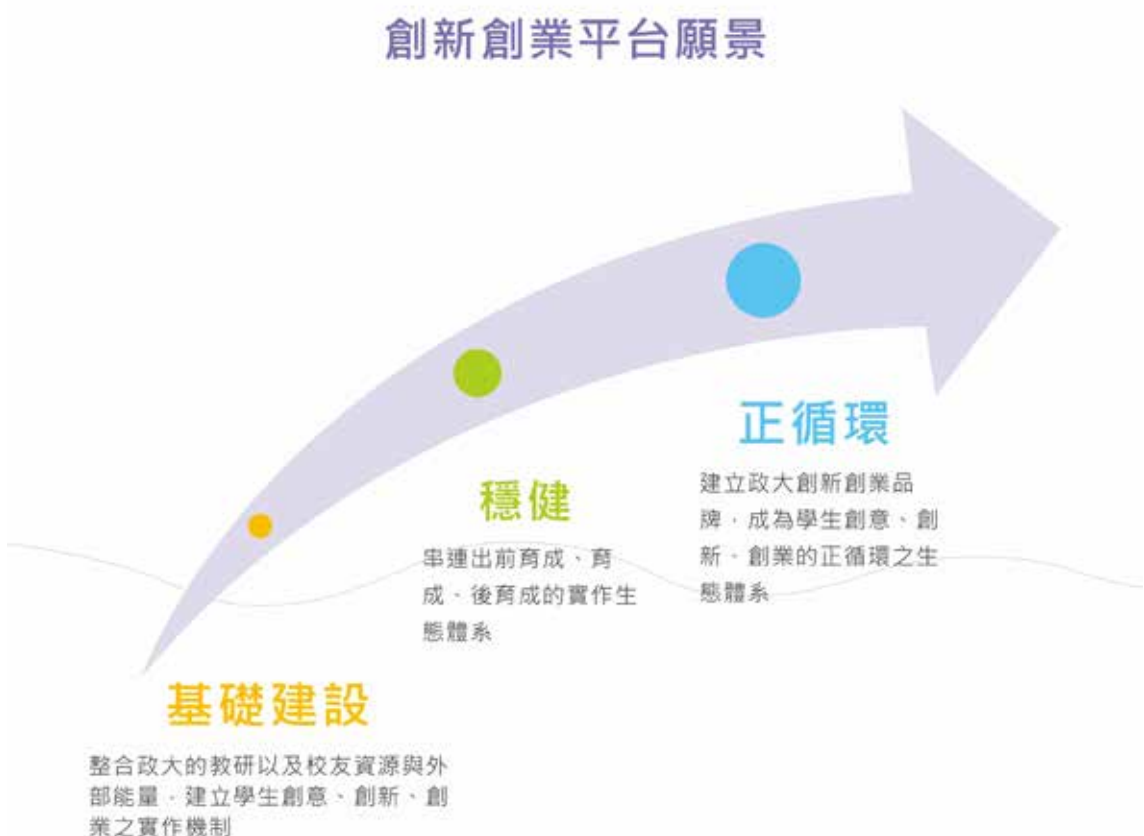 創新創業平台願景
正循環
建立政大創新創業品
牌，成為學生創意、創
新、創業的正循環之生
態體系
穩健
串連出前育成、育
成、後育成的實作生
態體系
基礎建設
整合政大的教研以及校友資源與外
部能量，建立學生創意、創新、創
業之實作機制